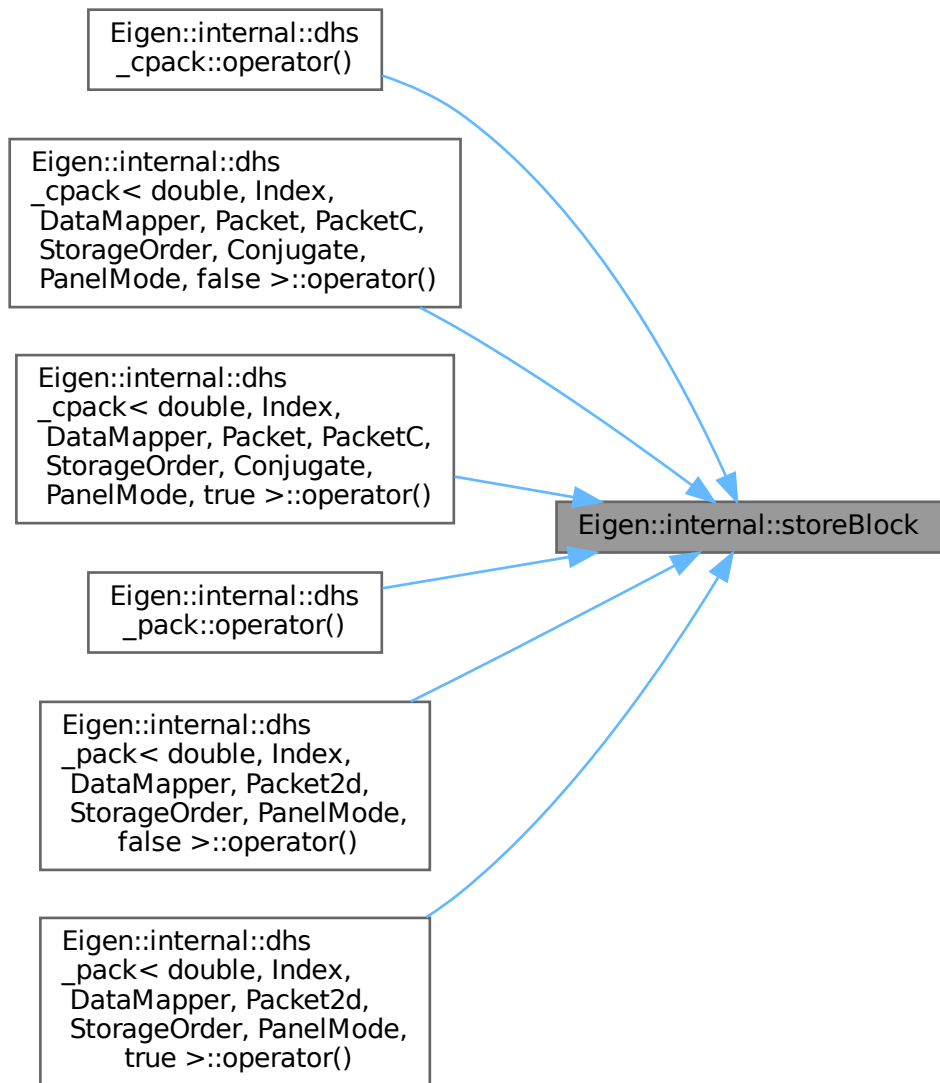 Eigen::internal::dhs
_cpack::operator()
Eigen::internal::dhs
_cpack< double, Index,
DataMapper, Packet, PacketC,
StorageOrder, Conjugate,
PanelMode, false >::operator()
Eigen::internal::dhs
_cpack< double, Index,
DataMapper, Packet, PacketC,
StorageOrder, Conjugate,
PanelMode, true >::operator()
Eigen::internal::storeBlock
Eigen::internal::dhs
_pack::operator()
Eigen::internal::dhs
_pack< double, Index,
DataMapper, Packet2d,
StorageOrder, PanelMode,
false >::operator()
Eigen::internal::dhs
_pack< double, Index,
DataMapper, Packet2d,
StorageOrder, PanelMode,
true >::operator()